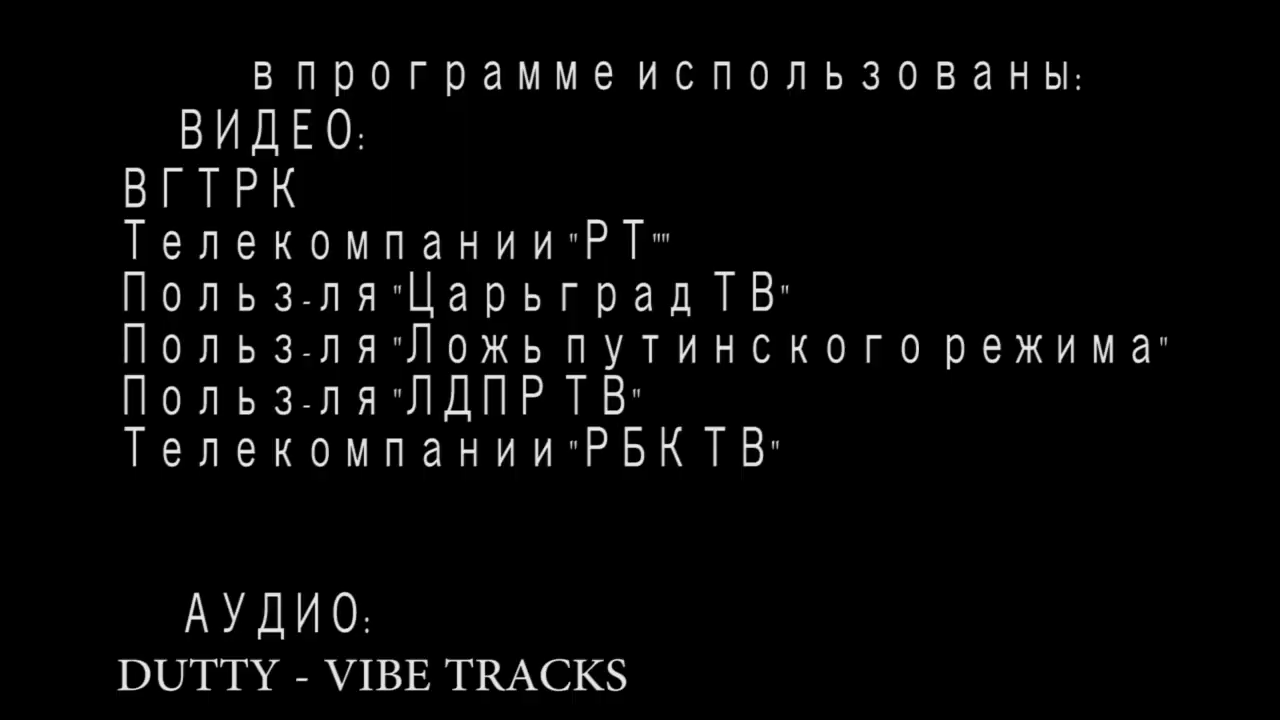 в программе использованы:
ВИДЕО:
ВГТРК
Телекомпании "РТ""
Польз-ля "Царьград ТВ"
Польз-ля "Ложь путинского режима"
Польз-ля "ЛДПР ТВ"
Телекомпании "РБК ТВ"
АУДИО:
DUTTY - VIBE TRACKS